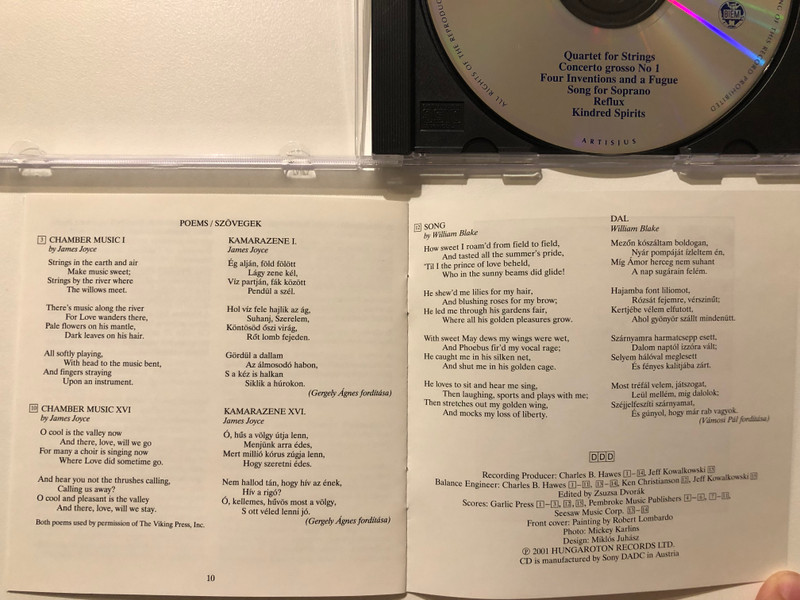 BIEM
ALL RIGHTS OF THE REPRODUC
NG OF THIS RECORD PROHIBITED
Quartet for Strings
Concerto grosso No 1
Four Inventions and a Fugue
Song for Soprano
Reflux
Kindred Spirits
ARTISJUS
POEMS / SZÖVEGEK
3 CHAMBER MUSIC I
by James Joyce
Strings in the earth and air
Make music sweet;
Strings by the river where
The willows meet.
There's music along the river
For Love wanders there,
Pale flowers on his mantle,
Dark leaves on his hair.
All softly playing,
With head to the music bent,
And fingers straying
Upon an instrument.
10 CHAMBER MUSIC XVI
by James Joyce
O cool is the valley now
And there, love, will we go
For many a choir is singing now
Where Love did sometime go.
And hear you not the thrushes calling,
Calling us away?
O cool and pleasant is the valley
And there, love, will we stay.
Both poems used by permission of The Viking Press, Inc.
KAMARAZENE I.
James Joyce
Ég alján, föld fölött
Lágy zene kél,
Víz partján, fák között
Pendül a szél.
Hol víz fele hajlik az ág,
Suhanj, Szerelem,
Köntösöd őszi virág,
Rőt lomb fejeden.
Gördül a dallam
Az álmosodó habon,
S a kéz is halkan
Siklik a húrokon.
(Gergely Ágnes fordítása)
KAMARAZENE XVI.
James Joyce
Ó, hűs a völgy útja lenn,
Menjünk arra édes,
Mert millió kórus zúgja lenn,
Hogy szeretni édes.
Nem hallod tán, hogy hív az ének,
Hív a rigó?
Ó, kellemes, hűvös most a völgy,
S ott véled lenni jó.
(Gergely Ágnes fordítása)
10
12 SONG
by William Blake
How sweet I roam'd from field to field,
And tasted all the summer's pride,
'Til I the prince of love beheld,
Who in the sunny beams did glide!
He shew'd me lilies for my hair,
And blushing roses for my brow;
He led me through his gardens fair,
Where all his golden pleasures grow.
With sweet May dews my wings were wet,
And Phoebus fir'd my vocal rage;
He caught me in his silken net,
And shut me in his golden cage.
He loves to sit and hear me sing,
Then laughing, sports and plays with me;
Then stretches out my golden wing,
And mocks my loss of liberty.
DAL
William Blake
Mezőn kószáltam boldogan,
Nyár pompáját ízleltem én,
Míg Ámor herceg nem suhant
A nap sugárain felém.
Hajamba font liliomot,
Rózsát fejemre, vérszínűt;
Kertjébe vélem elfutott,
Ahol gyönyör szállt mindenütt.
Szárnyamra harmatcsepp esett,
Dalom naptól izzóra vált;
Selyem hálóval meglesett
És fényes kalitjába zárt.
Most tréfál velem, játszogat,
Leül mellém, míg dalolok;
Széjjelfeszíti szárnyamat,
És gúnyol, hogy már rab vagyok.
(Vámosi Pál fordítása)
DDD
Recording Producer: Charles B. Hawes 1–14, Jeff Kowalkowski 15
Balance Engineer: Charles B. Hawes Ken Christianson Jeff Kowalkowski 15
Edited by Zsuzsa Dvorák
Scores: Garlic Press Pembroke Music Publishers
Seesaw Music Corp.
Front cover: Painting by Robert Lombardo
Photo: Mickey Karlins
Design: Miklós Juhász
℗ 2001 HUNGAROTON RECORDS LTD.
CD is manufactured by Sony DADC in Austria